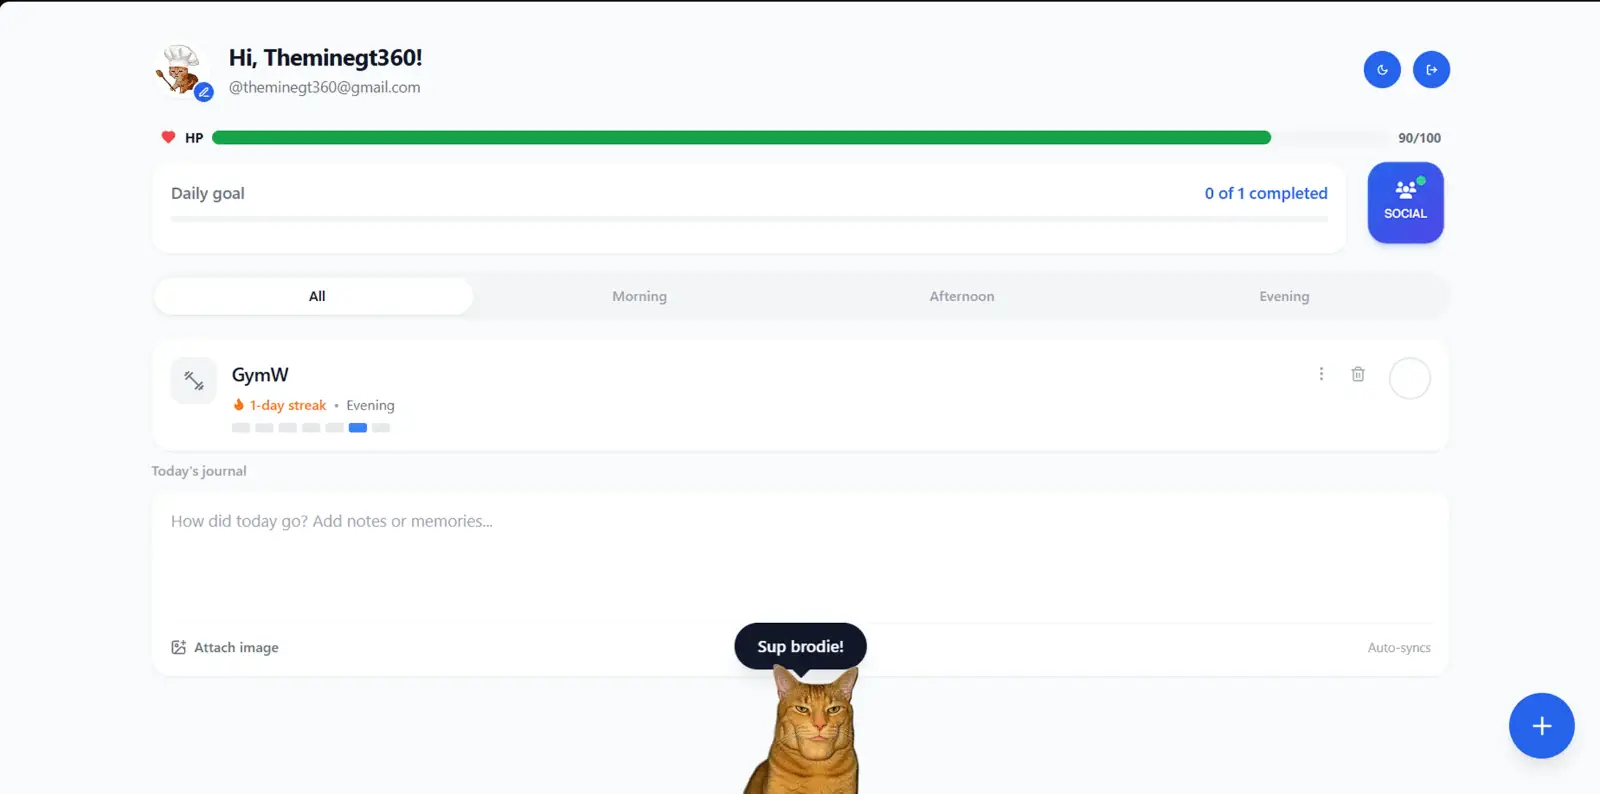 Hi, Theminegt360!
@theminegt360@gmail.com
HP
90/100
Daily goal
0 of 1 completed
SOCIAL
All
Morning
Afternoon
Evening
GymW
1-day streak • Evening
Today's journal
How did today go? Add notes or memories...
Attach image
Sup brodie!
Auto-syncs